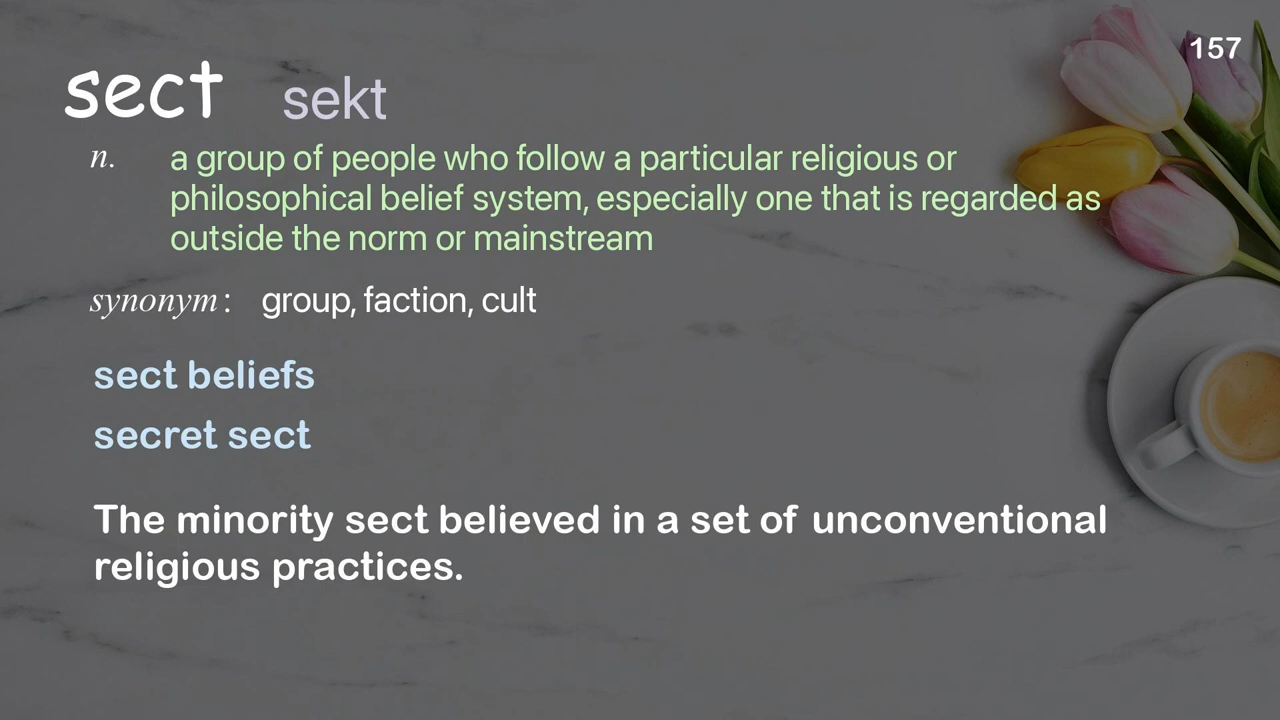 157
sect sekt
n. a group of people who follow a particular religious or
philosophical belief system, especially one that is regarded as
outside the norm or mainstream
synonym: group, faction, cult
sect beliefs
secret sect
The minority sect believed in a set of unconventional
religious practices.